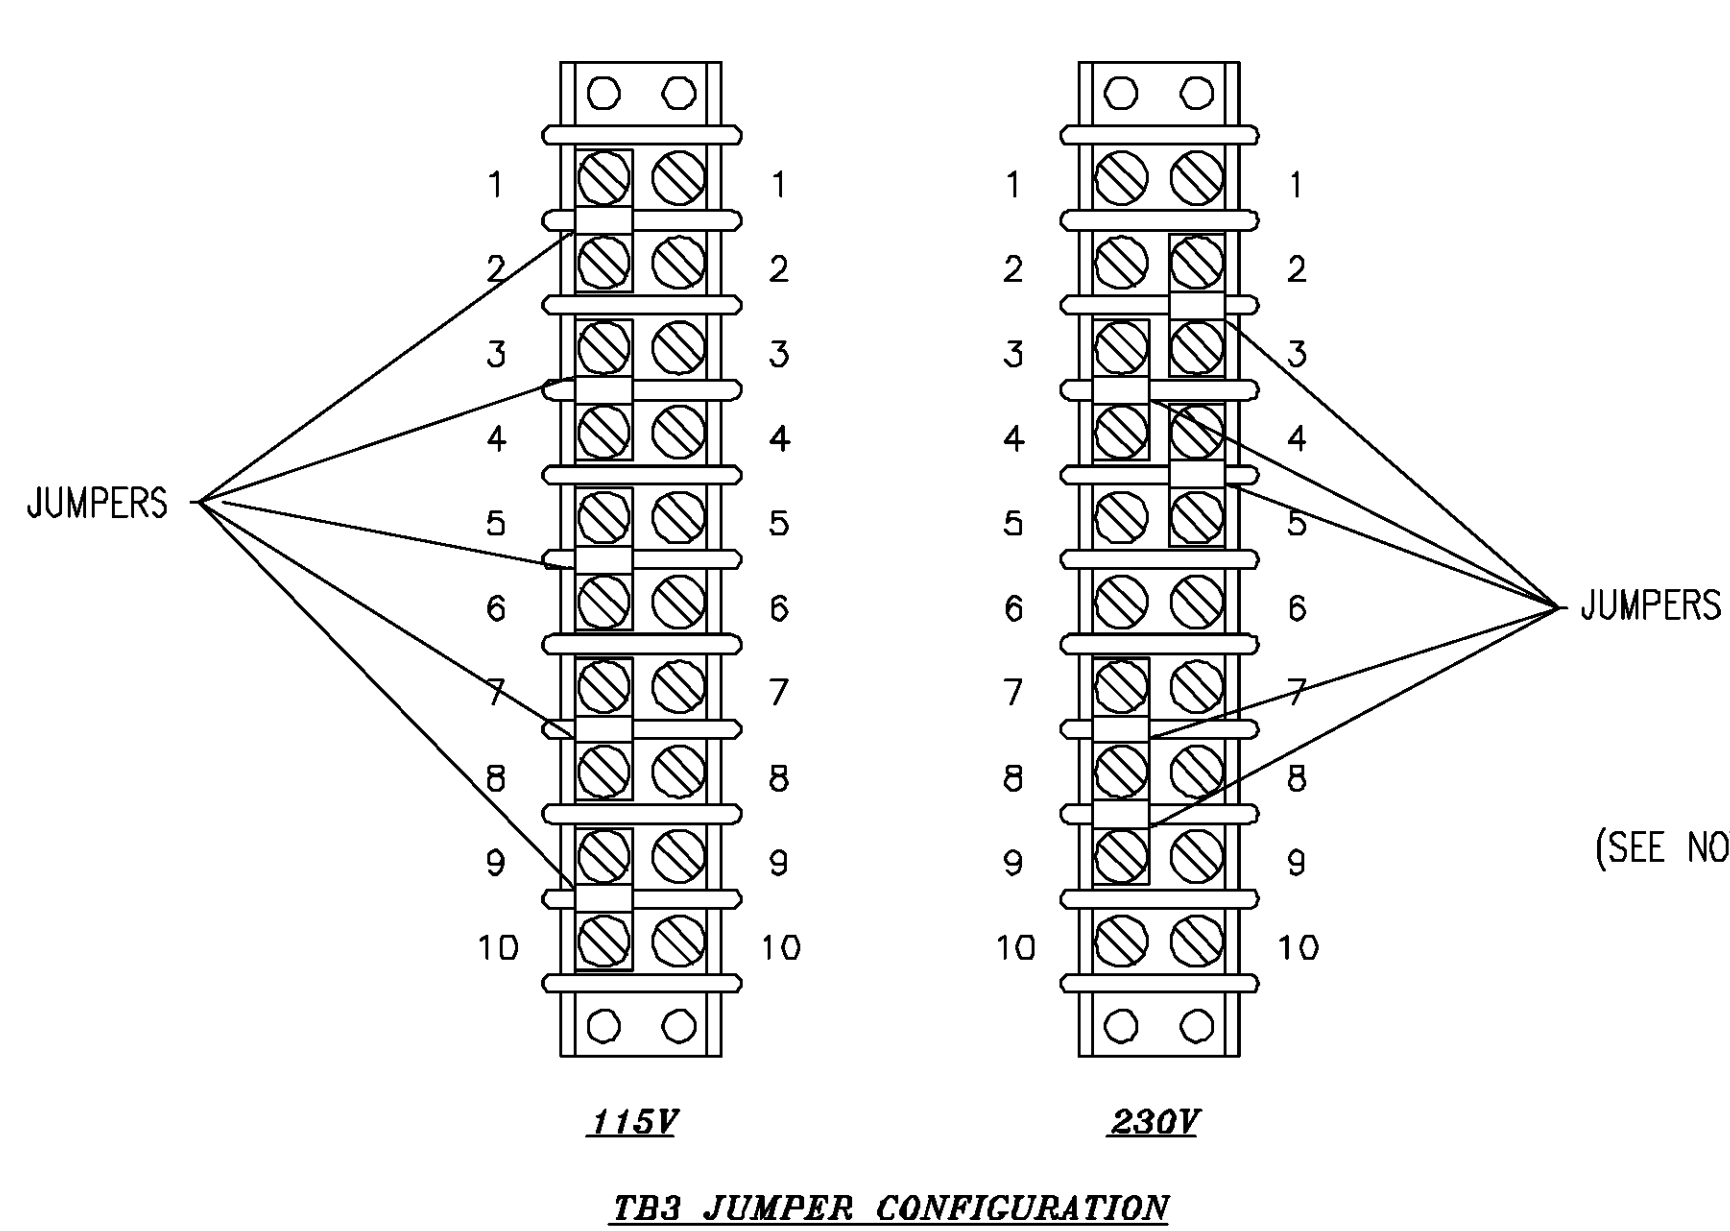 1 1 1 1
2 2 2 2
3 3 3 3
4 4 4 4
JUMPERS
5 5 5 5
6 6 6 6
JUMPERS
7 7 7 7
8 8 8 8
(SEE
9 9 9 9
10 10 10 10
115V 230V
TB3 JUMPER CONFIGURATION